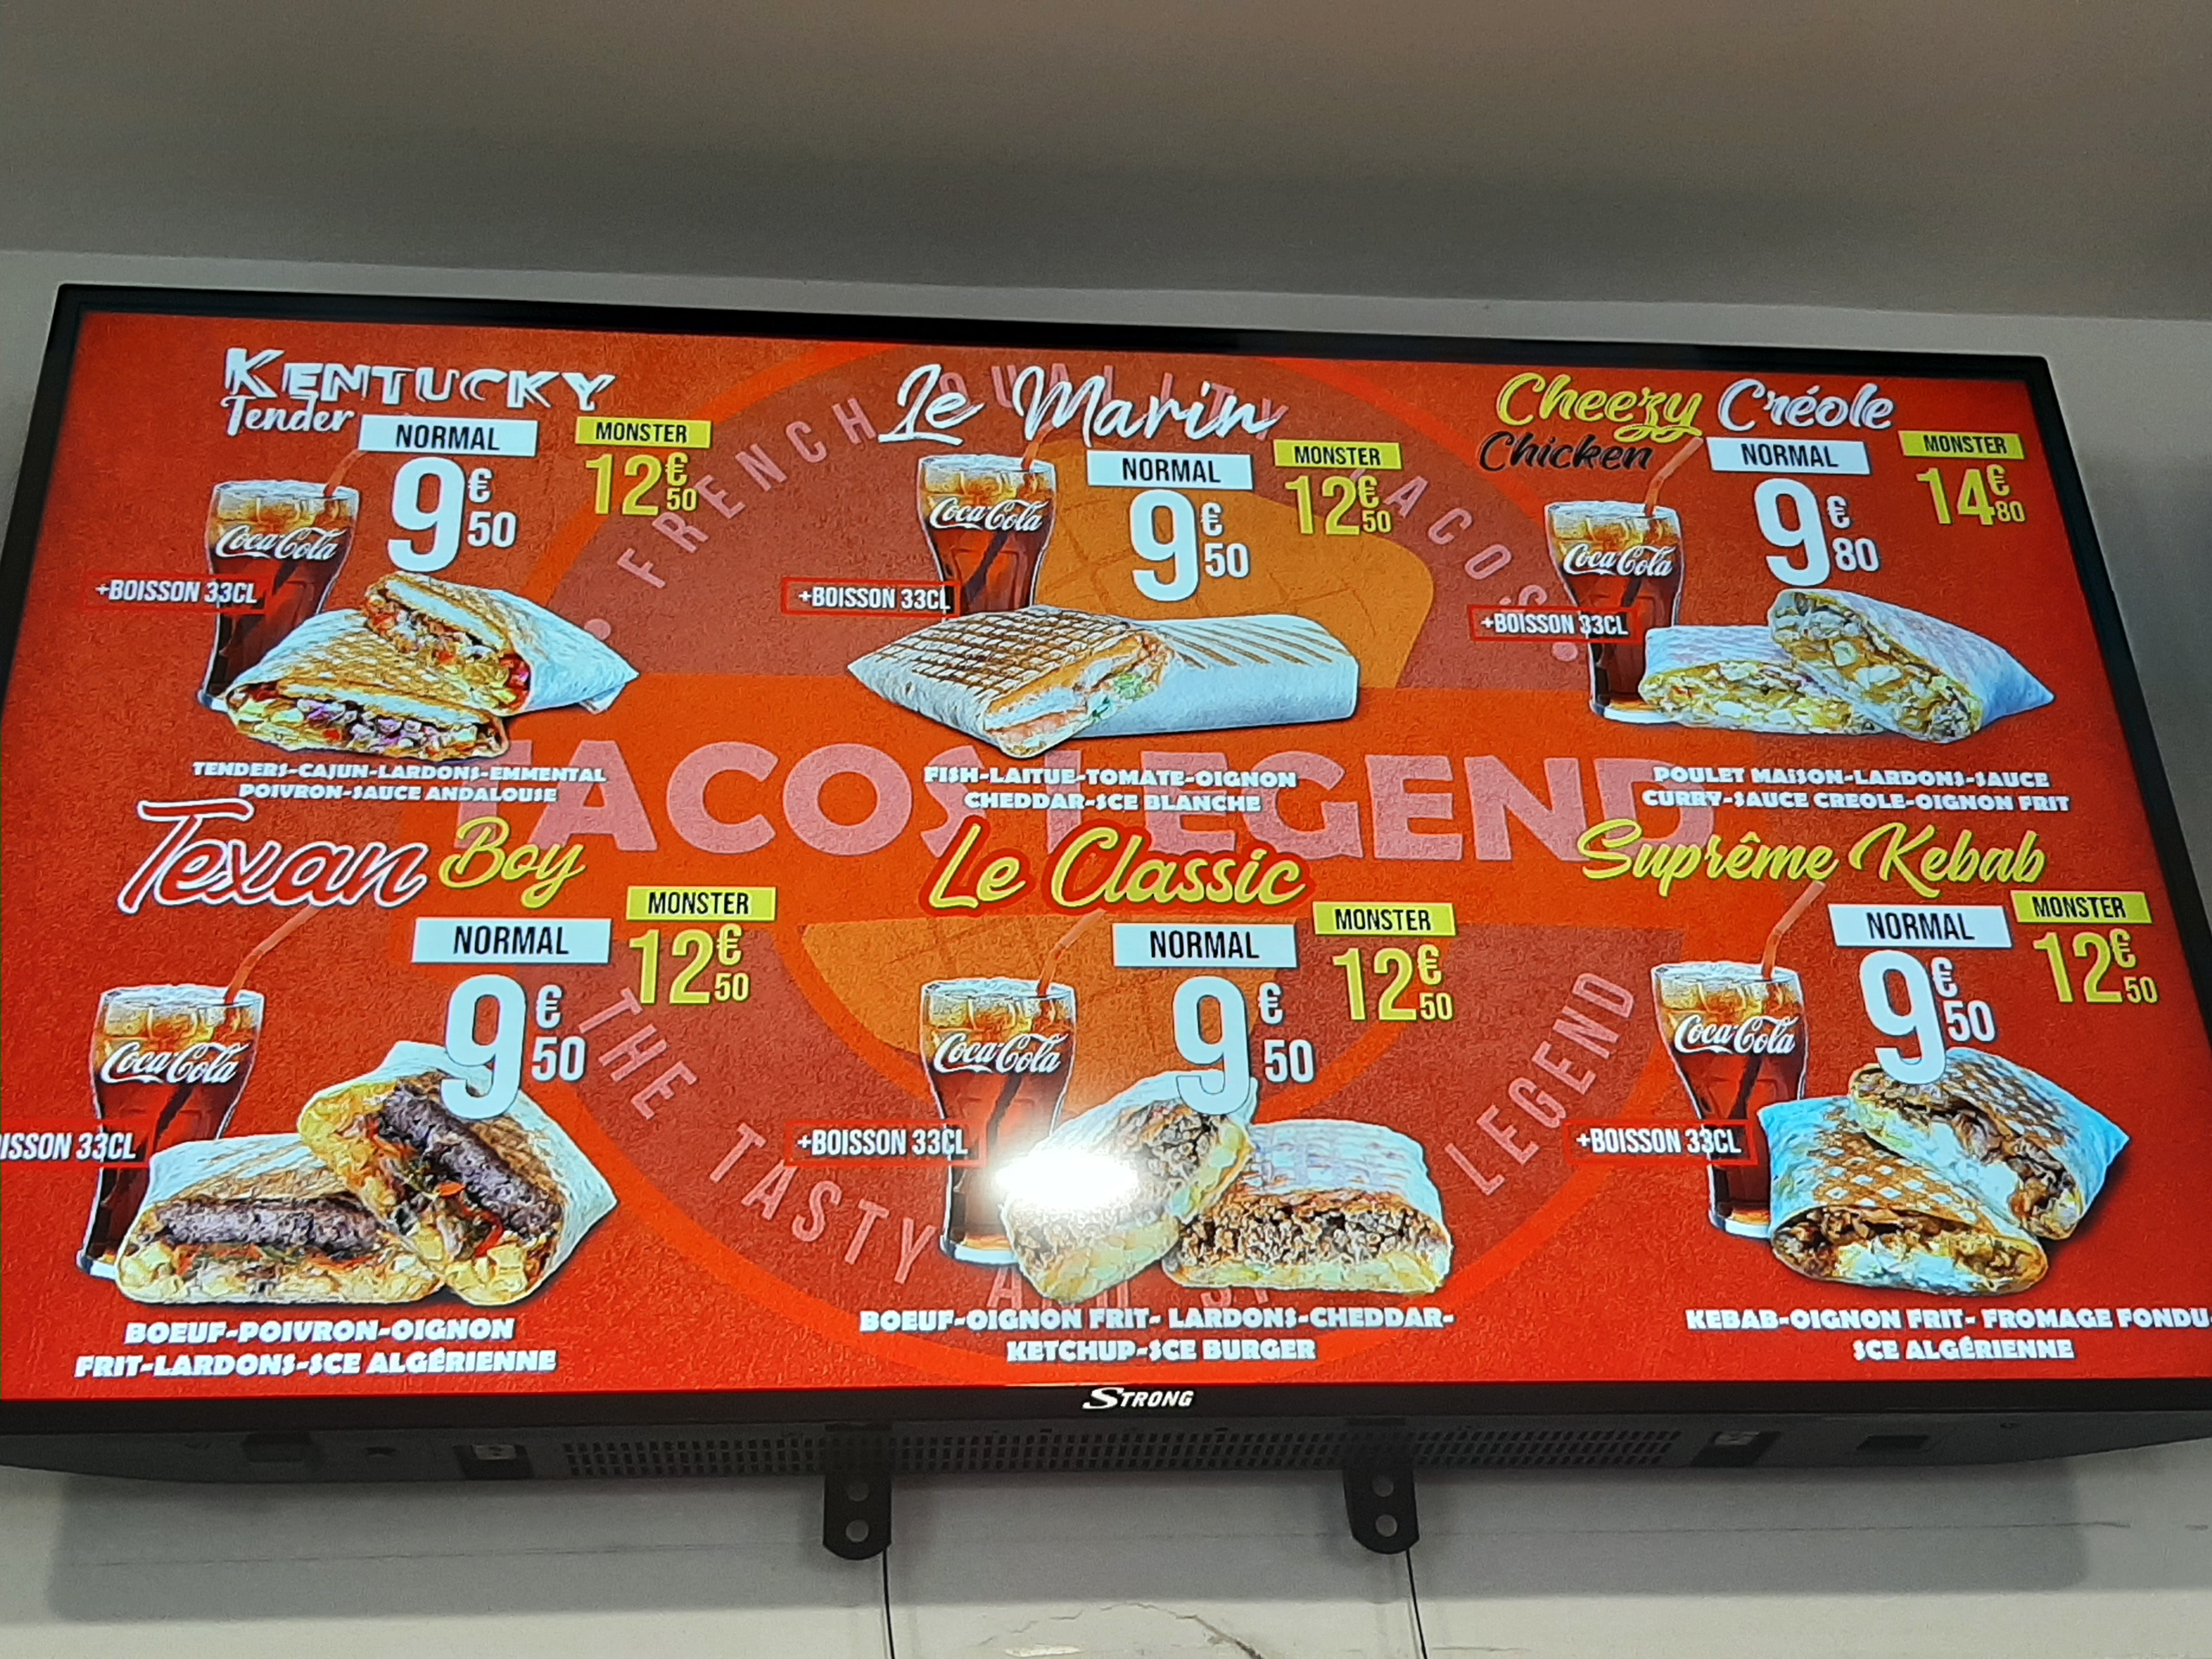 KENTUCKY
Tender
NORMAL
9€50
MONSTER
12€50
Coca-Cola
+BOISSON 33CL
TENDERS-CAJUN-LARDONS-EMMENTAL
POIVRON-SAUCE ANDALOUSE
Le Marin
NORMAL
9€50
MONSTER
12€50
Coca-Cola
+BOISSON 33CL
FISH-LAITUE-TOMATE-OIGNON
CHEDDAR-SCE BLANCHE
Cheezy Créole
Chicken
NORMAL
9€80
MONSTER
14€80
Coca-Cola
+BOISSON 33CL
POULET MAISON-LARDONS-SAUCE
CURRY-SAUCE CREOLE-OIGNON FRIT
FRENCH QUALITY TACOS
TACOS LEGEND
THE TASTY
LEGEND
Texan Boy
NORMAL
9€50
MONSTER
12€50
Coca-Cola
ISSON 33CL
BOEUF-POIVRON-OIGNON
FRIT-LARDONS-SCE ALGÉRIENNE
Le Classic
NORMAL
9€50
MONSTER
12€50
Coca-Cola
+BOISSON 33CL
BOEUF-OIGNON FRIT- LARDONS-CHEDDAR-
KETCHUP-SCE BURGER
Suprême Kebab
NORMAL
9€50
MONSTER
12€50
Coca-Cola
+BOISSON 33CL
KEBAB-OIGNON FRIT- FROMAGE FONDU-
SCE ALGÉRIENNE
STRONG